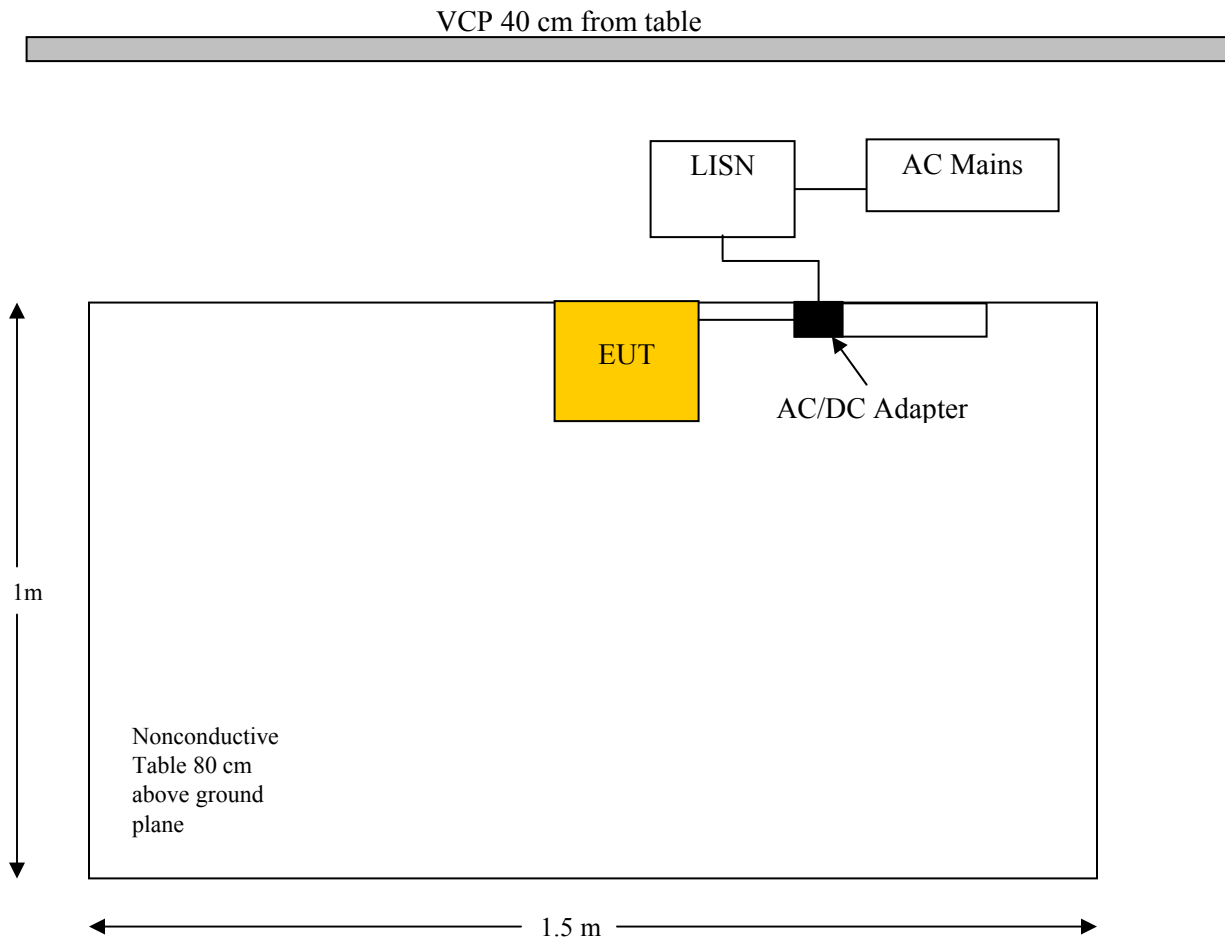 VCP 40 cm from table
LISN
AC Mains
EUT
AC/DC Adapter
1m
Nonconductive
Table 80 cm
above ground
plane
1.5 m